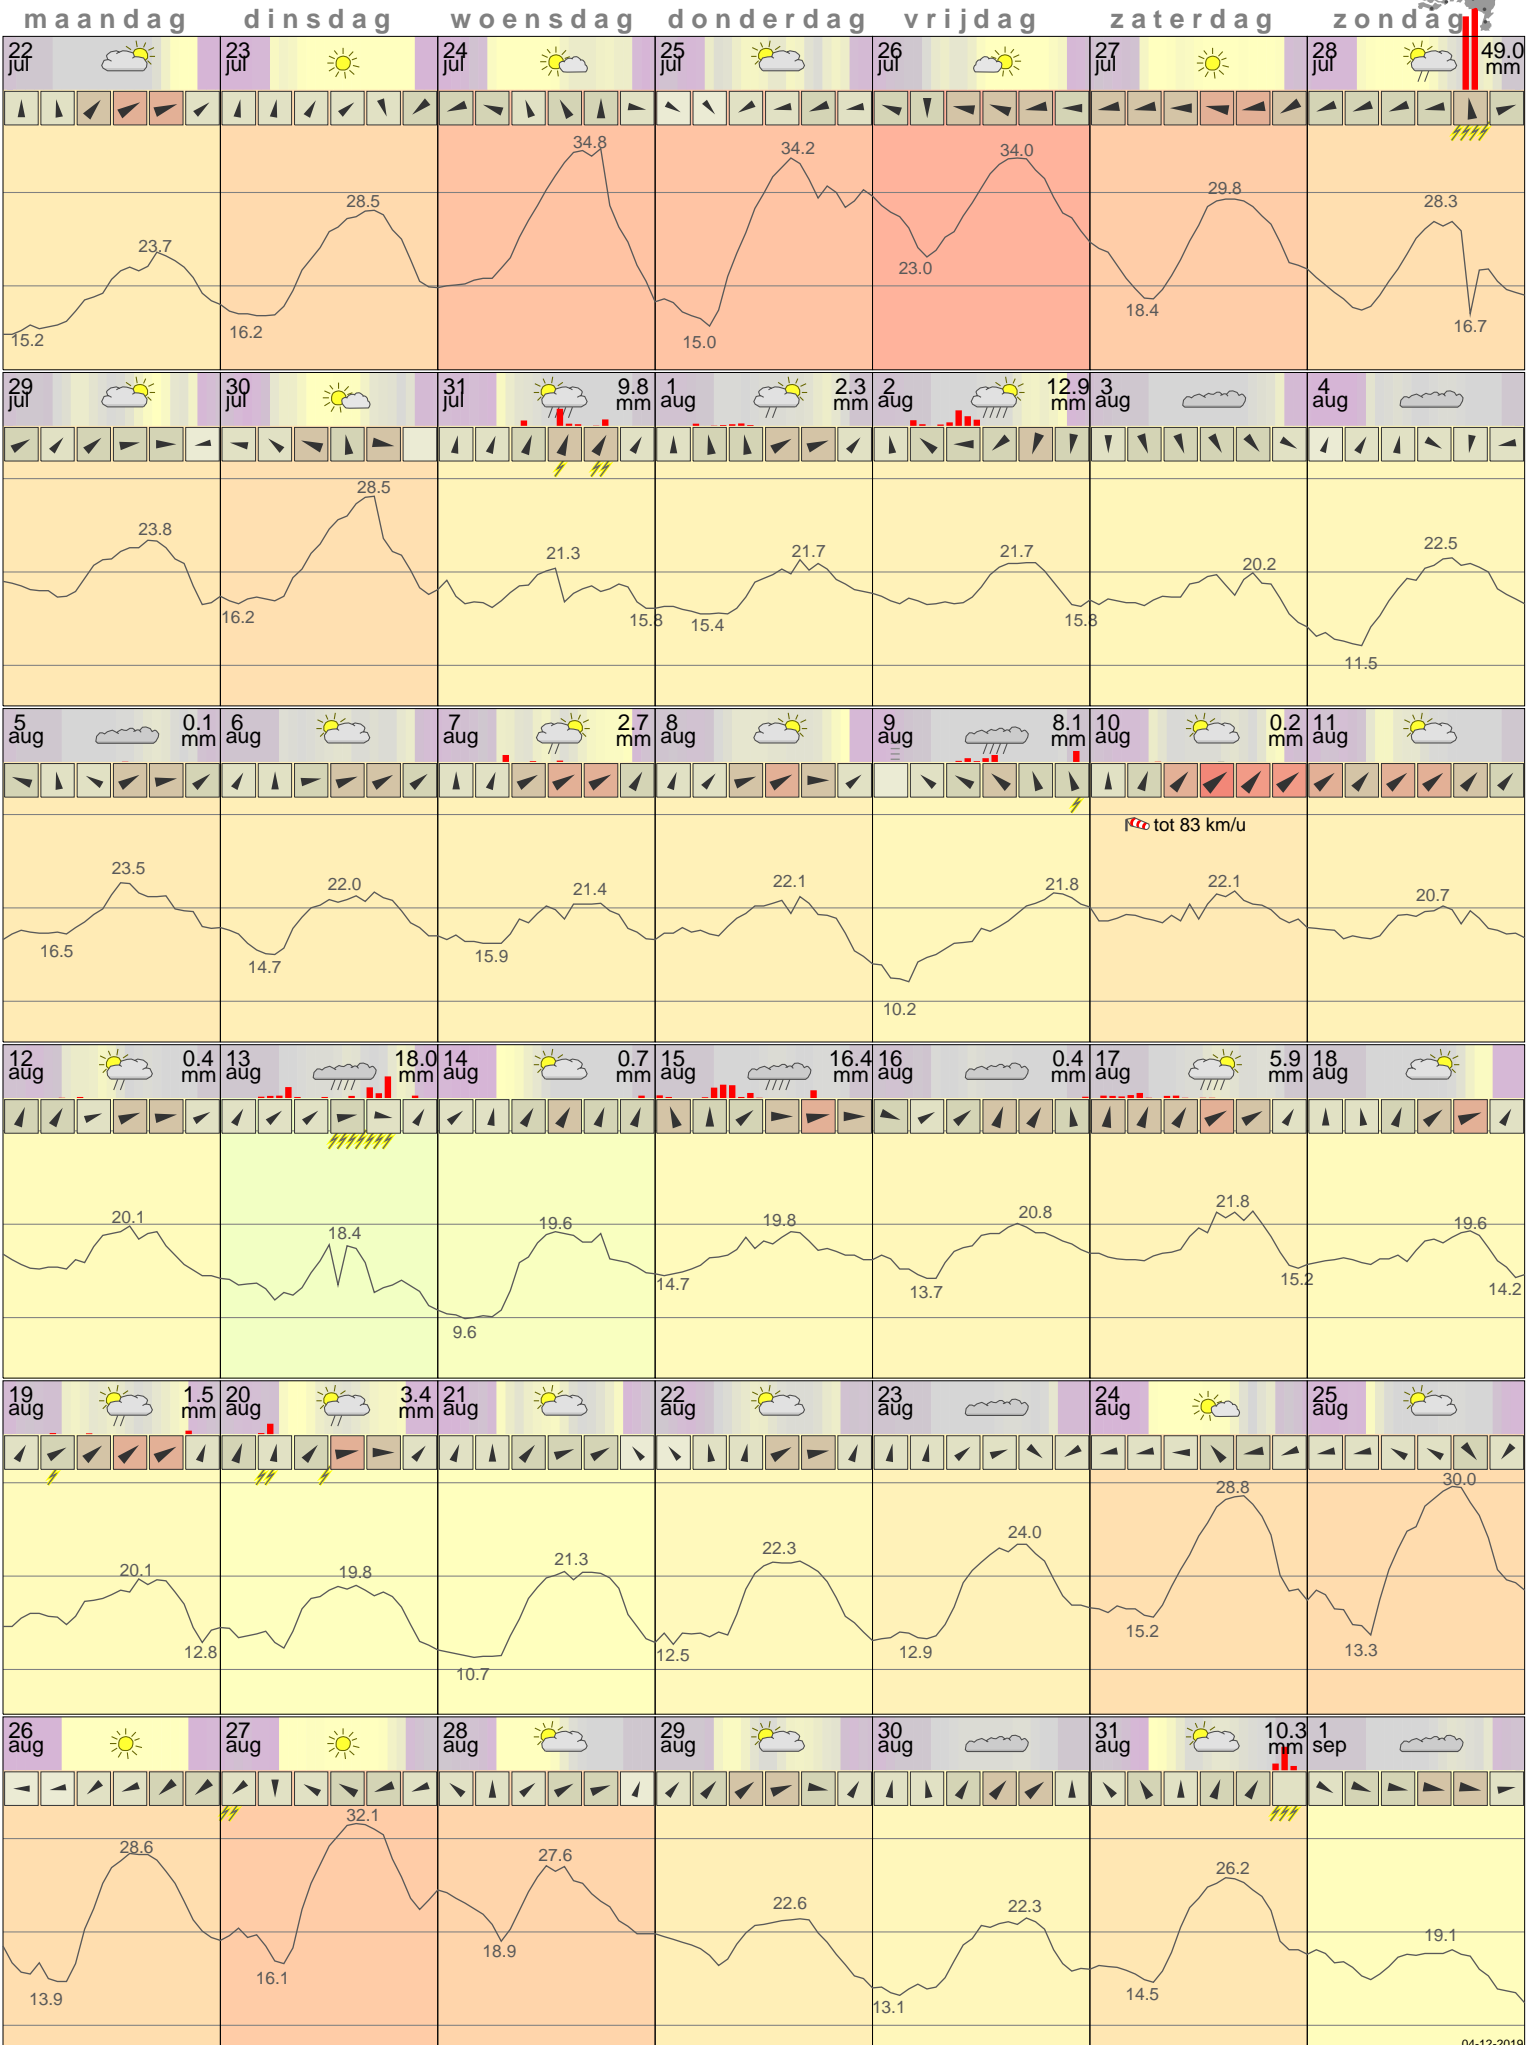 maandag dinsdag woensdag donderdag vrijdag zaterdag zondag
22 jul 23 jul 24 jul 25 jul 26 jul 27 jul 28 jul 49.0 mm
15.2 23.7 16.2 28.5 34.8 15.0 34.2 23.0 34.0 18.4 29.8 28.3 16.7
29 jul 30 jul 31 jul 9.8 mm 1 aug 2.3 mm 2 aug 12.9 mm 3 aug 4 aug
23.8 16.2 28.5 21.3 15.8 15.4 21.7 21.7 15.8 20.2 11.5 22.5
5 aug 0.1 mm 6 aug 7 aug 2.7 mm 8 aug 9 aug 8.1 mm 10 aug 0.2 mm 11 aug
tot 83 km/u
16.5 23.5 14.7 22.0 15.9 21.4 22.1 10.2 21.8 22.1 20.7
12 aug 0.4 mm 13 aug 18.0 mm 14 aug 0.7 mm 15 aug 16.4 mm 16 aug 0.4 mm 17 aug 5.9 mm 18 aug
20.1 18.4 9.6 19.6 14.7 19.8 13.7 20.8 21.8 15.2 19.6 14.2
19 aug 1.5 mm 20 aug 3.4 mm 21 aug 22 aug 23 aug 24 aug 25 aug
20.1 12.8 19.8 10.7 21.3 12.5 22.3 12.9 24.0 15.2 28.8 13.3 30.0
26 aug 27 aug 28 aug 29 aug 30 aug 31 aug 10.3 mm 1 sep
13.9 28.6 16.1 32.1 18.9 27.6 22.6 13.1 22.3 14.5 26.2 19.1
04-12-2019